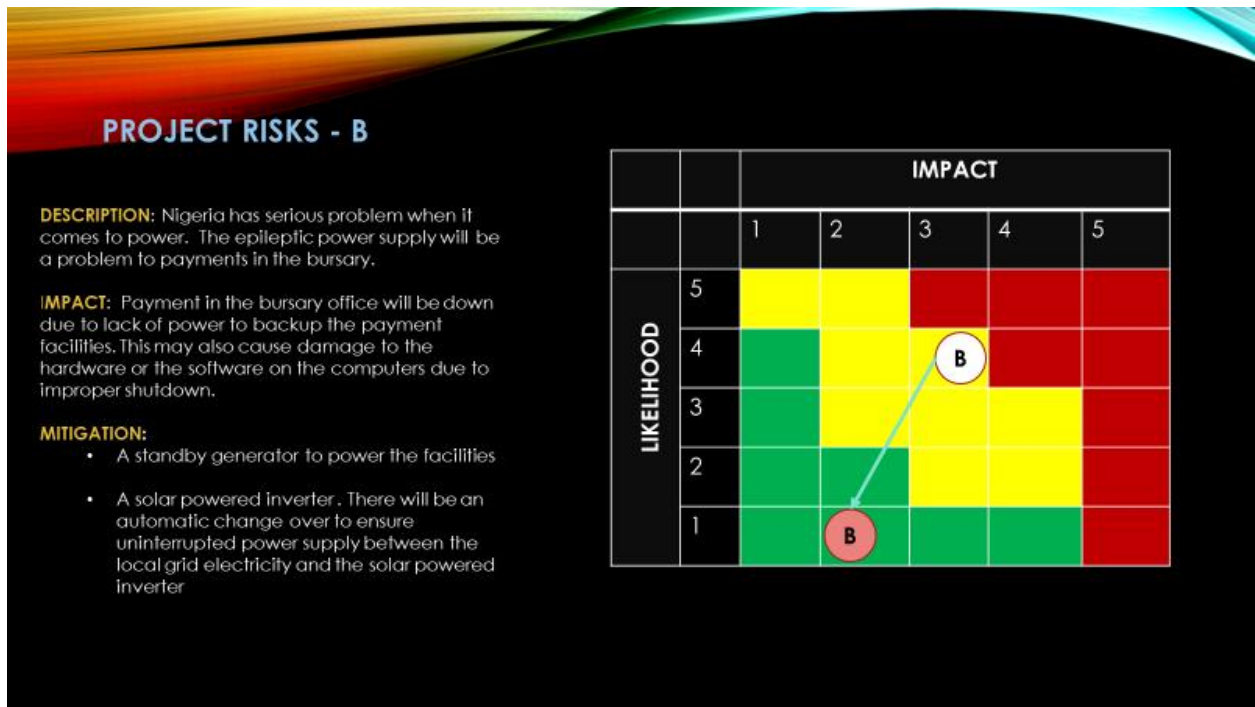 PROJECT RISKS - B
DESCRIPTION: Nigeria has serious problem when it
comes to power. The epileptic power supply will be
a problem to payments in the bursary.
IMPACT: Payment in the bursary office will be down
due to lack of power to backup the payment
facilities. This may also cause damage to the
hardware or the software on the computers due to
improper shutdown.
MITIGATION:
• A standby generator to power the facilities
• A solar powered inverter . There will be an
automatic change over to ensure
uninterrupted power supply between the
local grid electricity and the solar powered
inverter
IMPACT
1 2 3 4 5
LIKELIHOOD
5
4 B
3
2
1 B